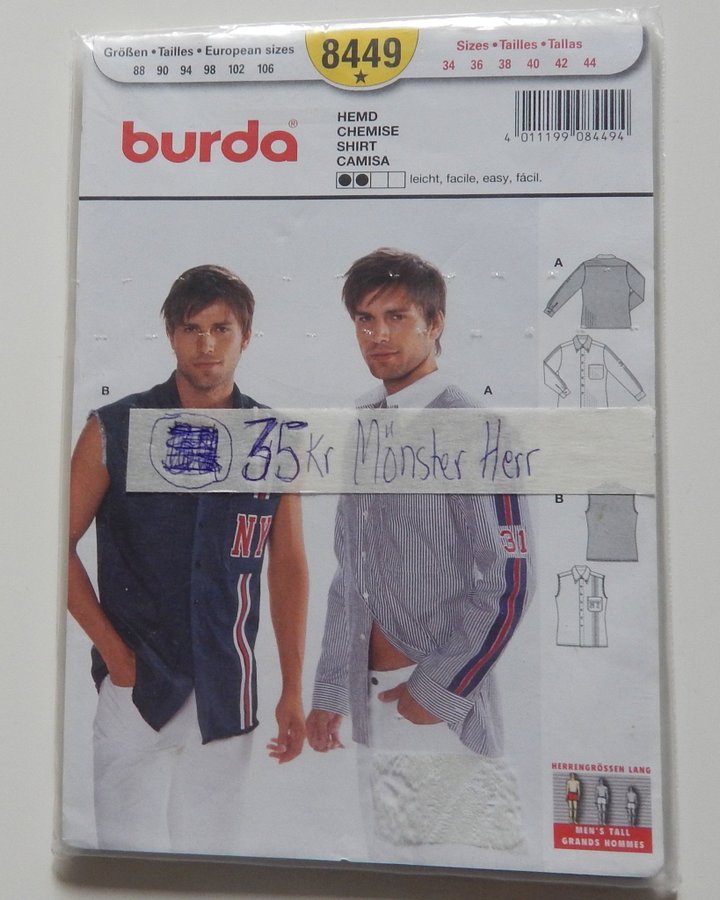 Größen • Tailles • European sizes
88 90 94 98 102 106
8449
Sizes • Tailles • Tallas
34 36 38 40 42 44
burda®
HEMD
CHEMISE
SHIRT
CAMISA
leicht, facile, easy, fácil.
4 011199 084494
A
B
A
35 Kr Mönster Herr
B
NY
31
HERRENGRÖSSEN LANG
MEN'S TALL
GRANDS HOMMES